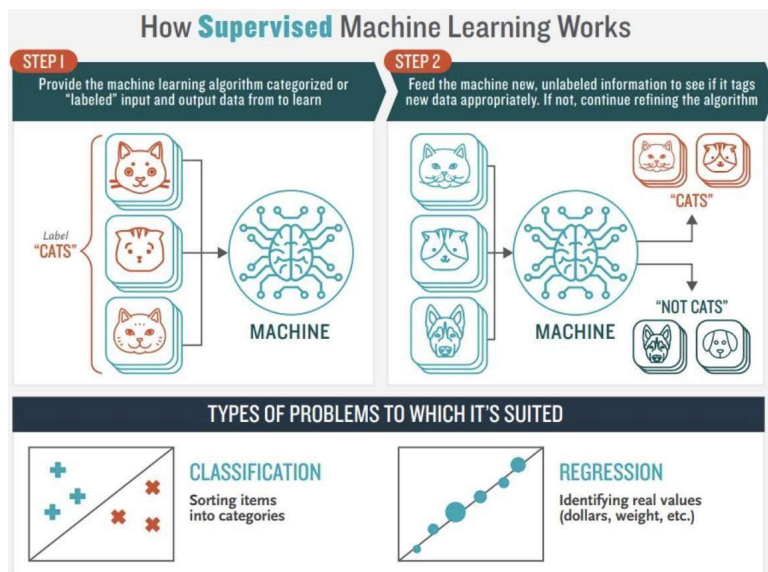 How Supervised Machine Learning Works
STEP I
Provide the machine learning algorithm categorized or
"labeled" input and output data from to learn
Label
"CATS"
MACHINE
STEP 2
Feed the machine new, unlabeled information to see if it tags
new data appropriately. If not, continue refining the algorithm
"CATS"
"NOT CATS"
MACHINE
TYPES OF PROBLEMS TO WHICH IT'S SUITED
CLASSIFICATION
Sorting items
into categories
REGRESSION
Identifying real values
(dollars, weight, etc.)